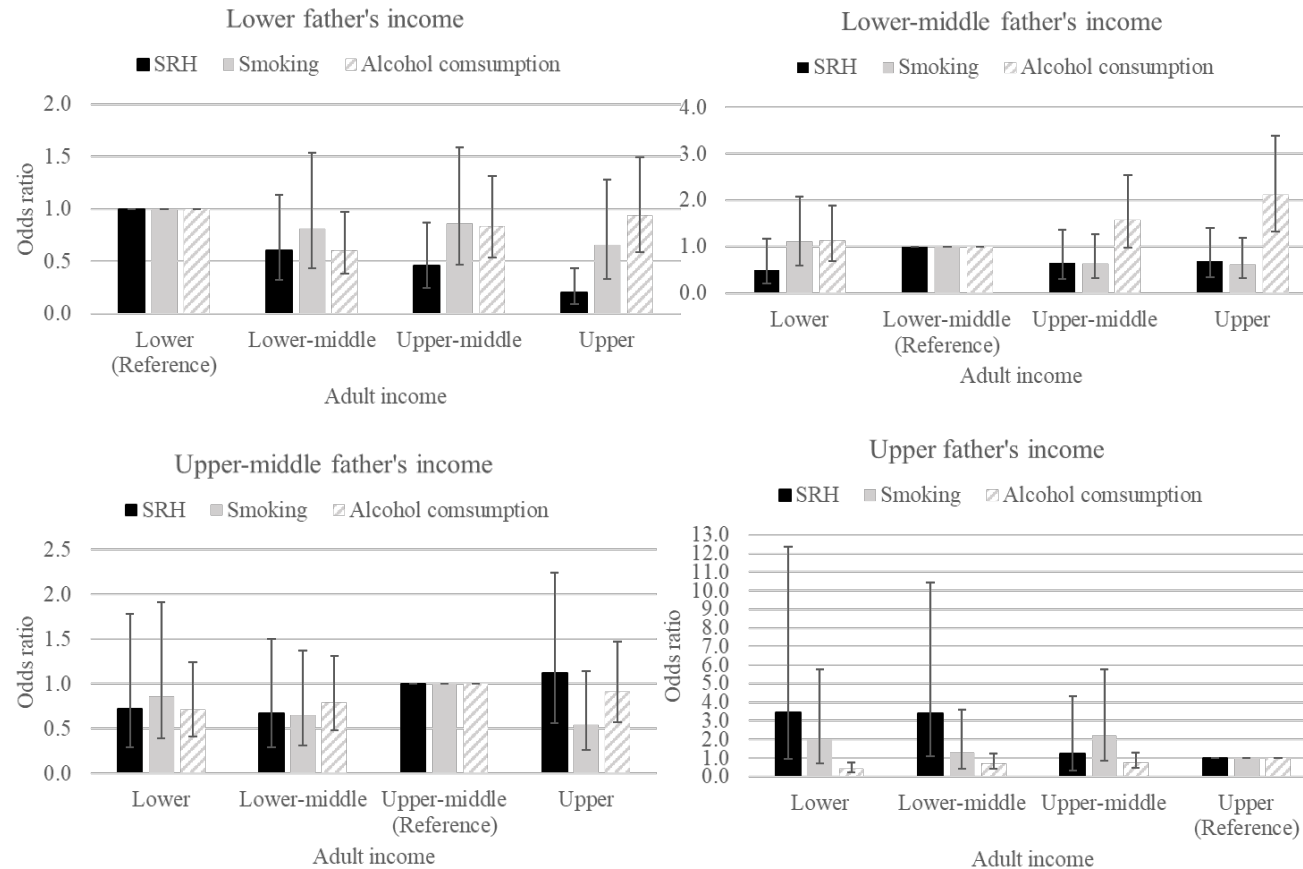 Lower father's income
SRH Smoking Alcohol comsumption
2.0
1.5
1.0
0.5
0.0
Odds ratio
Lower (Reference)
Lower-middle
Upper-middle
Upper
Adult income
Lower-middle father's income
SRH Smoking Alcohol comsumption
4.0
3.0
2.0
1.0
0.0
Lower
Lower-middle (Reference)
Upper-middle
Upper
Adult income
Upper-middle father's income
SRH Smoking Alcohol comsumption
2.5
2.0
1.5
1.0
0.5
0.0
Odds ratio
Lower
Lower-middle
Upper-middle (Reference)
Upper
Adult income
Upper father's income
SRH Smoking Alcohol comsumption
13.0
12.0
11.0
10.0
9.0
8.0
7.0
6.0
5.0
4.0
3.0
2.0
1.0
0.0
Odds ratio
Lower
Lower-middle
Upper-middle
Upper (Reference)
Adult income